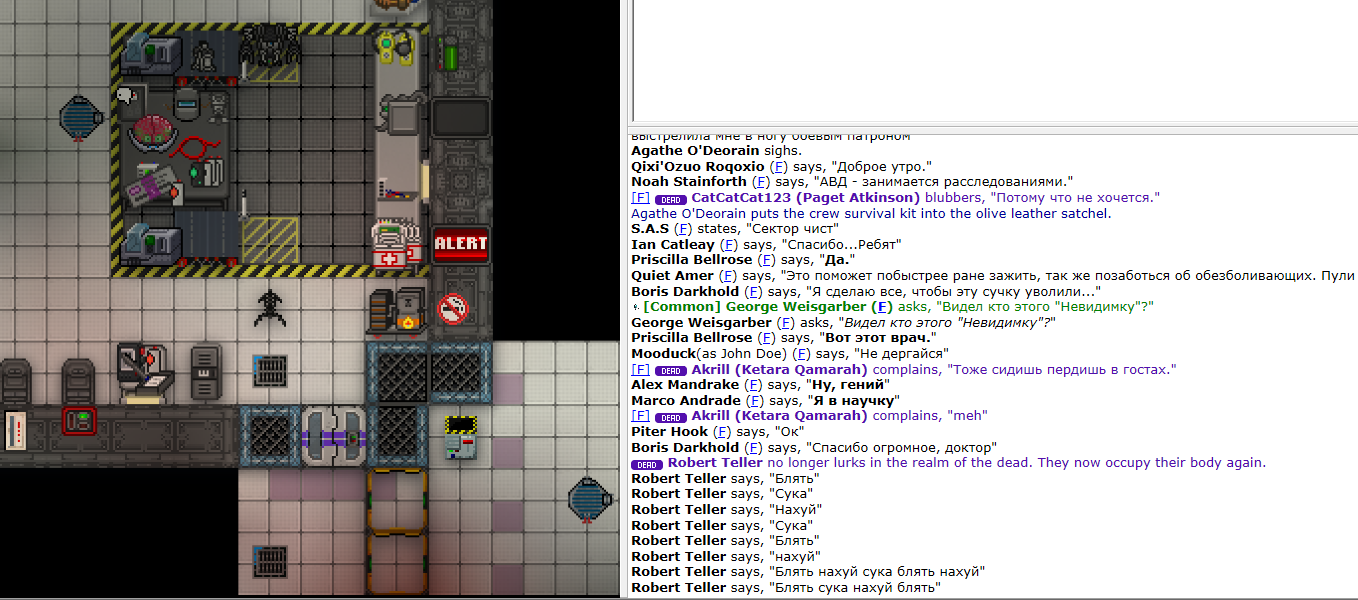 ALERT
выстрелила мне в ногу боевым патроном
Agathe O'Deorain sighs.
Qixi'Ozuo Roqoxio (F) says, "Доброе утро."
Noah Stainforth (F) says, "АВД - занимается расследованиями."
[F] DEAD CatCatCat123 (Paget Atkinson) blubbers, "Потому что не хочется."
Agathe O'Deorain puts the crew survival kit into the olive leather satchel.
S.A.S (F) states, "Сектор чист"
Ian Catleay (F) says, "Спасибо...Ребят"
Priscilla Bellrose (F) says, "Да."
Quiet Amer (F) says, "Это поможет побыстрее ране зажить, так же позаботься об обезболивающих. Пули
Boris Darkhold (F) says, "Я сделаю все, чтобы эту сучку уволили..."
[Common] George Weisgarber (F) asks, "Видел кто этого "Невидимку"?"
George Weisgarber (F) asks, "Видел кто этого "Невидимку"?"
Priscilla Bellrose (F) says, "Вот этот врач."
Mooduck(as John Doe) (F) says, "Не дергайся"
[F] DEAD Akrill (Ketara Qamarah) complains, "Тоже сидишь пердишь в гостах."
Alex Mandrake (F) says, "Ну, гений"
Marco Andrade (F) says, "Я в научку"
[F] DEAD Akrill (Ketara Qamarah) complains, "meh"
Piter Hook (F) says, "Ок"
Boris Darkhold (F) says, "Спасибо огромное, доктор"
DEAD Robert Teller no longer lurks in the realm of the dead. They now occupy their body again.
Robert Teller says, "Блять"
Robert Teller says, "Сука"
Robert Teller says, "Нахуй"
Robert Teller says, "Сука"
Robert Teller says, "Блять"
Robert Teller says, "нахуй"
Robert Teller says, "Блять нахуй сука блять нахуй"
Robert Teller says, "Блять сука нахуй блять"